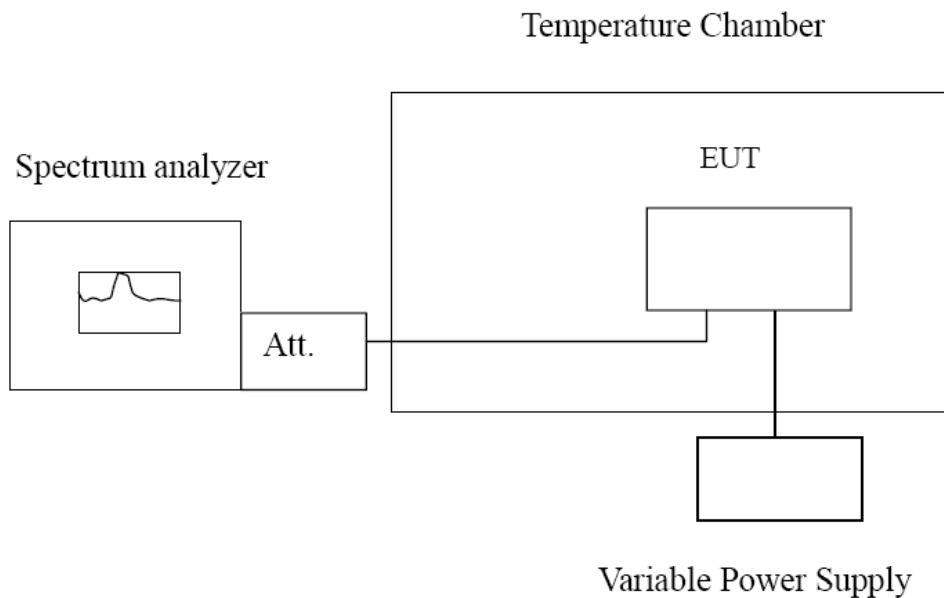 Temperature Chamber
Spectrum analyzer
EUT
Att.
Variable Power Supply